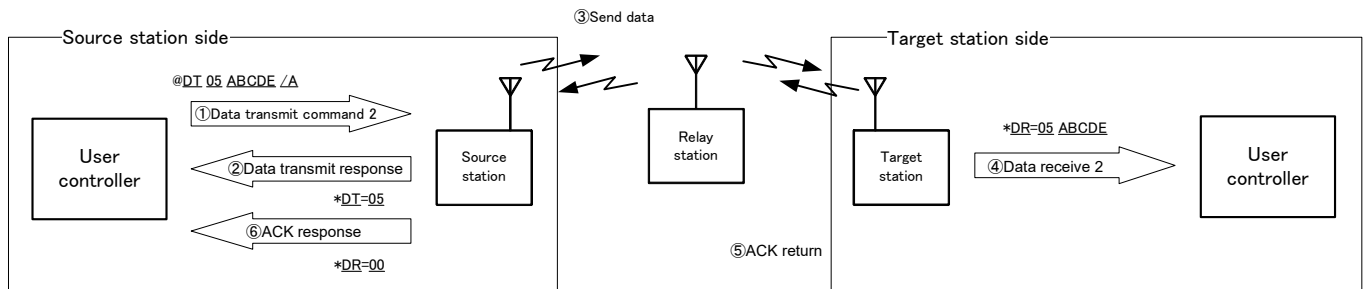 ③Send data
Source station side
Target station side
@DT 05 ABCDE /A
①Data transmit command 2
User
controller
②Data transmit response
*DT=05
⑥ACK response
*DR=00
Source
station
Relay
station
Target
station
*DR=05 ABCDE
④Data receive 2
User
controller
⑤ACK return